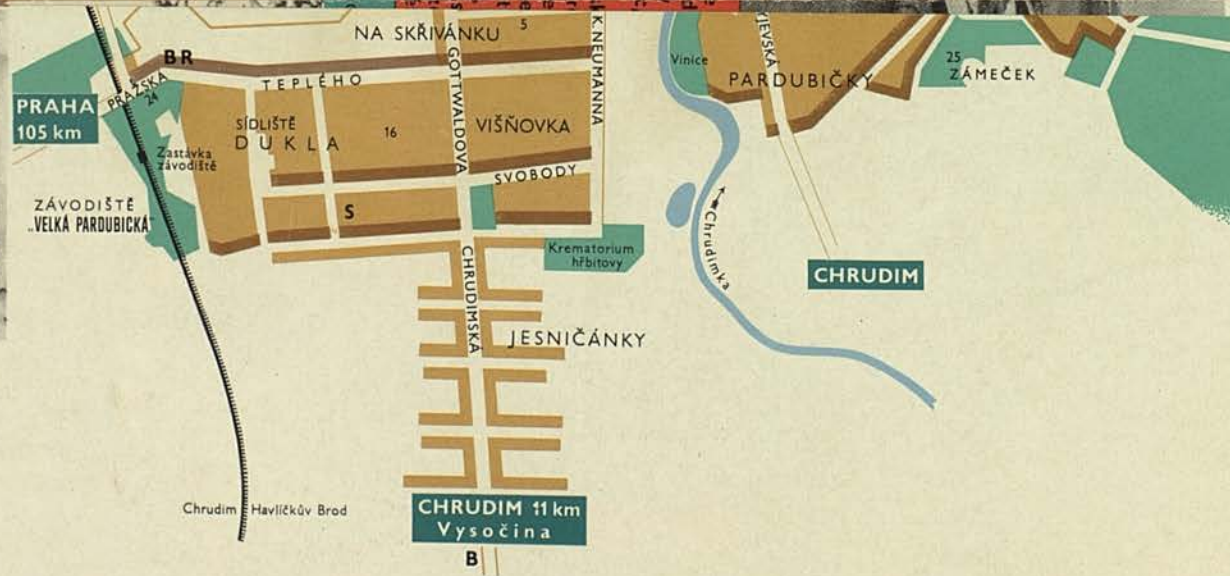 NA SKŘIVÁNKU
5
BR
PRAŽSKÁ
24
TEPLÉHO
GOTTWALDOVA
K.NEUMANNA
Vinice
PARDUBIČKY
25
ZÁMEČEK
PRAHA
105 km
SÍDLIŠTĚ
DUKLA
16
VIŠŇOVKA
Zastávka
závodiště
SVOBODY
ZÁVODIŠTĚ
„VELKÁ PARDUBICKÁ"
S
Krematorium
hřbitovy
Chrudimka
CHRUDIM
CHRUDIMSKÁ
JESNIČÁNKY
Chrudim
Havlíčkův Brod
CHRUDIM 11 km
Vysočina
B